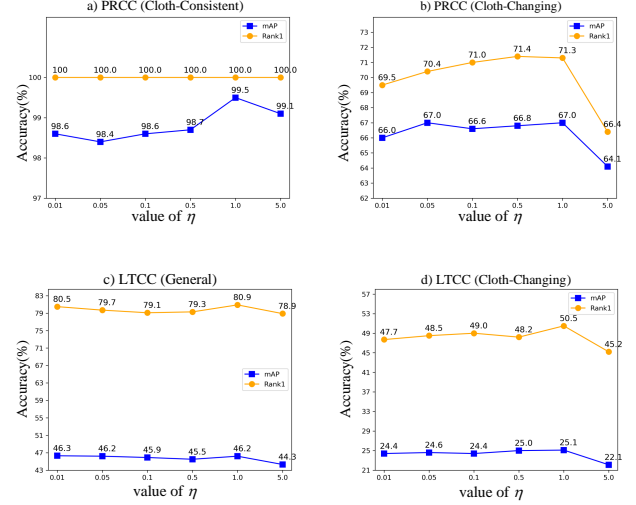 a) PRCC (Cloth-Consistent)
mAP
Rank1
100 100.0 100.0 100.0 100.0 100.0
98.6 98.4 98.6 98.7 99.5 99.1
100
99
98
97
Accuracy(%)
0.01 0.05 0.1 0.5 1.0 5.0
value of η
b) PRCC (Cloth-Changing)
mAP
Rank1
69.5 70.4 71.0 71.4 71.3 66.4
66.0 67.0 66.6 66.8 67.0 64.1
73
72
71
70
69
68
67
66
65
64
63
62
Accuracy(%)
0.01 0.05 0.1 0.5 1.0 5.0
value of η
c) LTCC (General)
80.5 79.7 79.1 79.3 80.9 78.9
mAP
Rank1
46.3 46.2 45.9 45.5 46.2 44.3
83
79
75
71
67
63
59
55
51
47
43
Accuracy(%)
0.01 0.05 0.1 0.5 1.0 5.0
value of η
d) LTCC (Cloth-Changing)
mAP
Rank1
47.7 48.5 49.0 48.2 50.5 45.2
24.4 24.6 24.4 25.0 25.1 22.1
57
53
49
45
41
37
33
29
25
21
Accuracy(%)
0.01 0.05 0.1 0.5 1.0 5.0
value of η